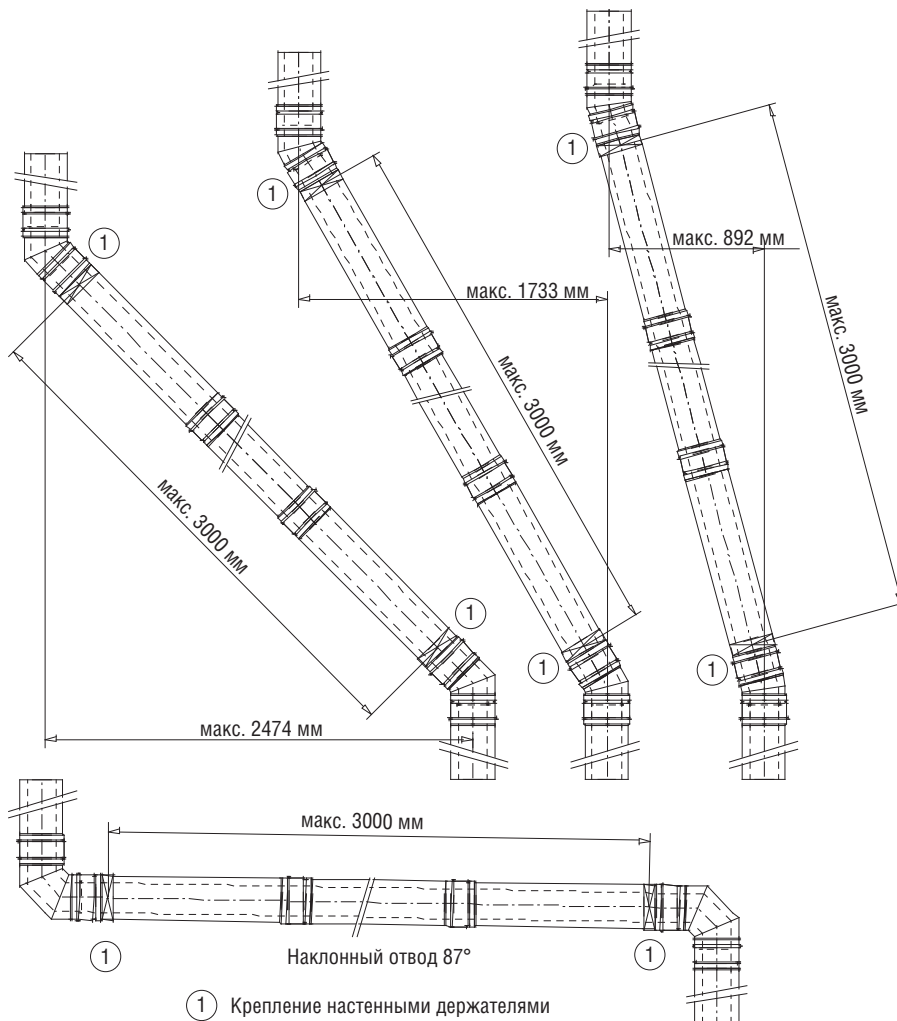 1
макс. 892 мм
1
1
макс. 1733 мм
макс. 3000 мм
макс. 3000 мм
макс. 3000 мм
1
1
1
макс. 2474 мм
макс. 3000 мм
1
Наклонный отвод 87°
1
1 Крепление настенными держателями